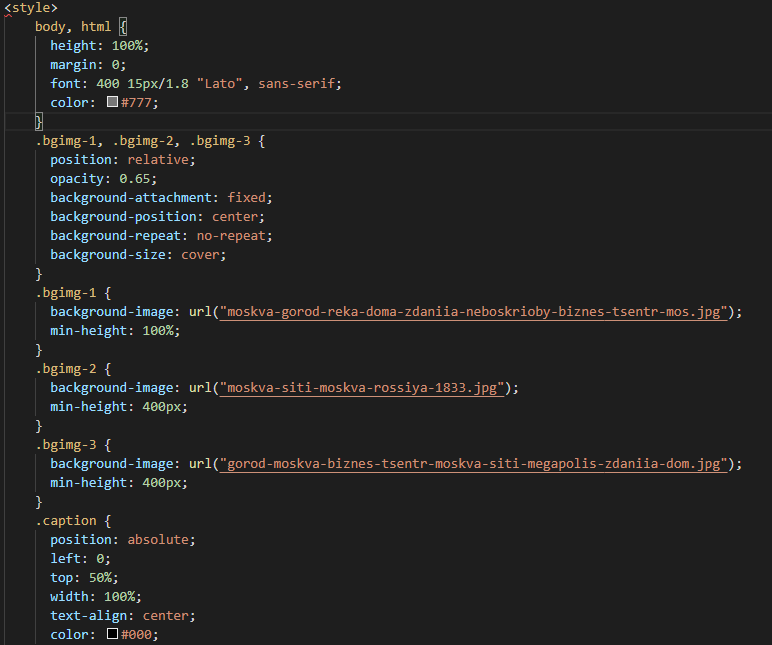 <style>
body, html {
height: 100%;
margin: 0;
font: 400 15px/1.8 "Lato", sans-serif;
color: #777;
}
.bgimg-1, .bgimg-2, .bgimg-3 {
position: relative;
opacity: 0.65;
background-attachment: fixed;
background-position: center;
background-repeat: no-repeat;
background-size: cover;
}
.bgimg-1 {
background-image: url("moskva-gorod-reka-doma-zdaniia-neboskrioby-biznes-tsentr-mos.jpg");
min-height: 100%;
}
.bgimg-2 {
background-image: url("moskva-siti-moskva-rossiya-1833.jpg");
min-height: 400px;
}
.bgimg-3 {
background-image: url("gorod-moskva-biznes-tsentr-moskva-siti-megapolis-zdaniia-dom.jpg");
min-height: 400px;
}
.caption {
position: absolute;
left: 0;
top: 50%;
width: 100%;
text-align: center;
color: #000;